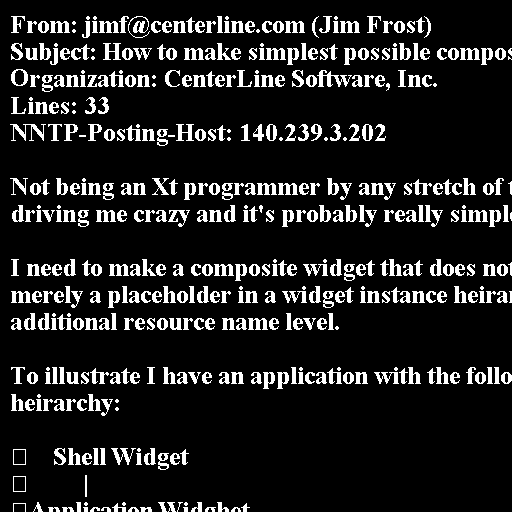 From: jimf@centerline.com (Jim Frost)
Subject: How to make simplest possible compos
Organization: CenterLine Software, Inc.
Lines: 33
NNTP-Posting-Host: 140.239.3.202

Not being an Xt programmer by any stretch of t
driving me crazy and it's probably really simple

I need to make a composite widget that does not
merely a placeholder in a widget instance heirar
additional resource name level.

To illustrate I have an application with the follo
heirarchy:

Shell Widget
|
Application Widghet